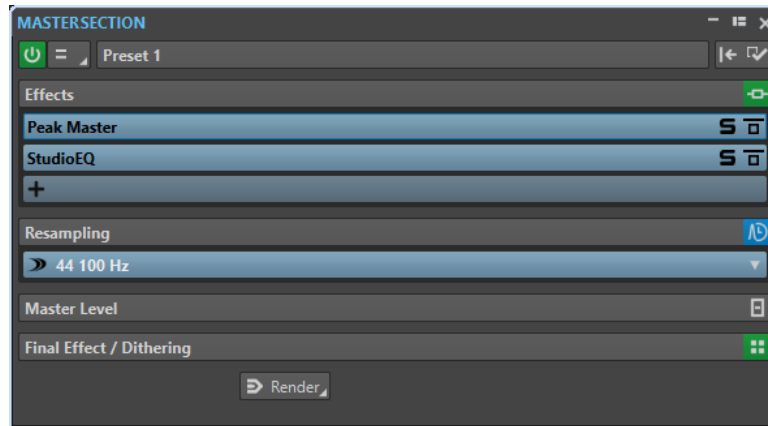 MASTERSECTION
Preset 1
Effects
Peak Master S
StudioEQ S
Resampling
44 100 Hz
Master Level
Final Effect / Dithering
Render